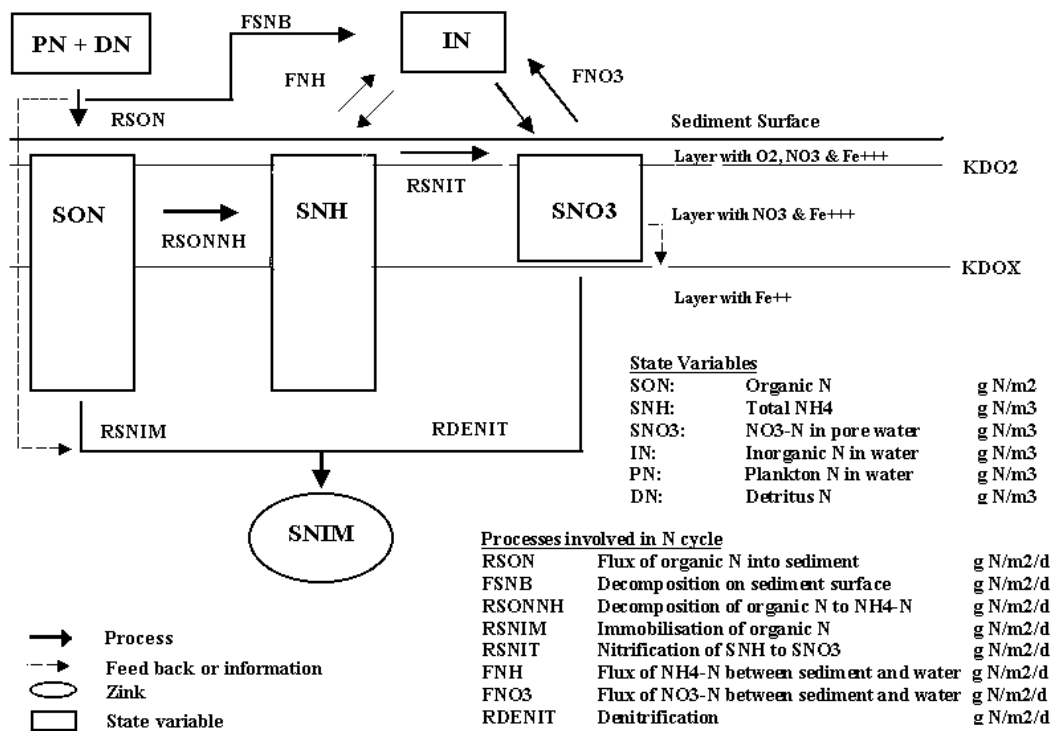 FSNB
PN + DN
IN
FNH
FNO3
RSON
Sediment Surface
Layer with O2, NO3 & Fe+++
KDO2
RSNIT
SON
SNH
SNO3
Layer with NO3 & Fe+++
RSONNH
KDOX
Layer with Fe++
State Variables
SON: Organic N g N/m2
SNH: Total NH4 g N/m3
SNO3: NO3-N in pore water g N/m3
IN: Inorganic N in water g N/m3
PN: Plankton N in water g N/m3
DN: Detritus N g N/m3
RSNIM
RDENIT
SNIM
Processes involved in N cycle
RSON Flux of organic N into sediment g N/m2/d
FSNB Decomposition on sediment surface g N/m2/d
RSONNH Decomposition of organic N to NH4-N g N/m2/d
RSNIM Immobilisation of organic N g N/m2/d
RSNIT Nitrification of SNH to SNO3 g N/m2/d
FNH Flux of NH4-N between sediment and water g N/m2/d
FNO3 Flux of NO3-N between sediment and water g N/m2/d
RDENIT Denitrification g N/m2/d
Process
Feed back or information
Zink
State variable